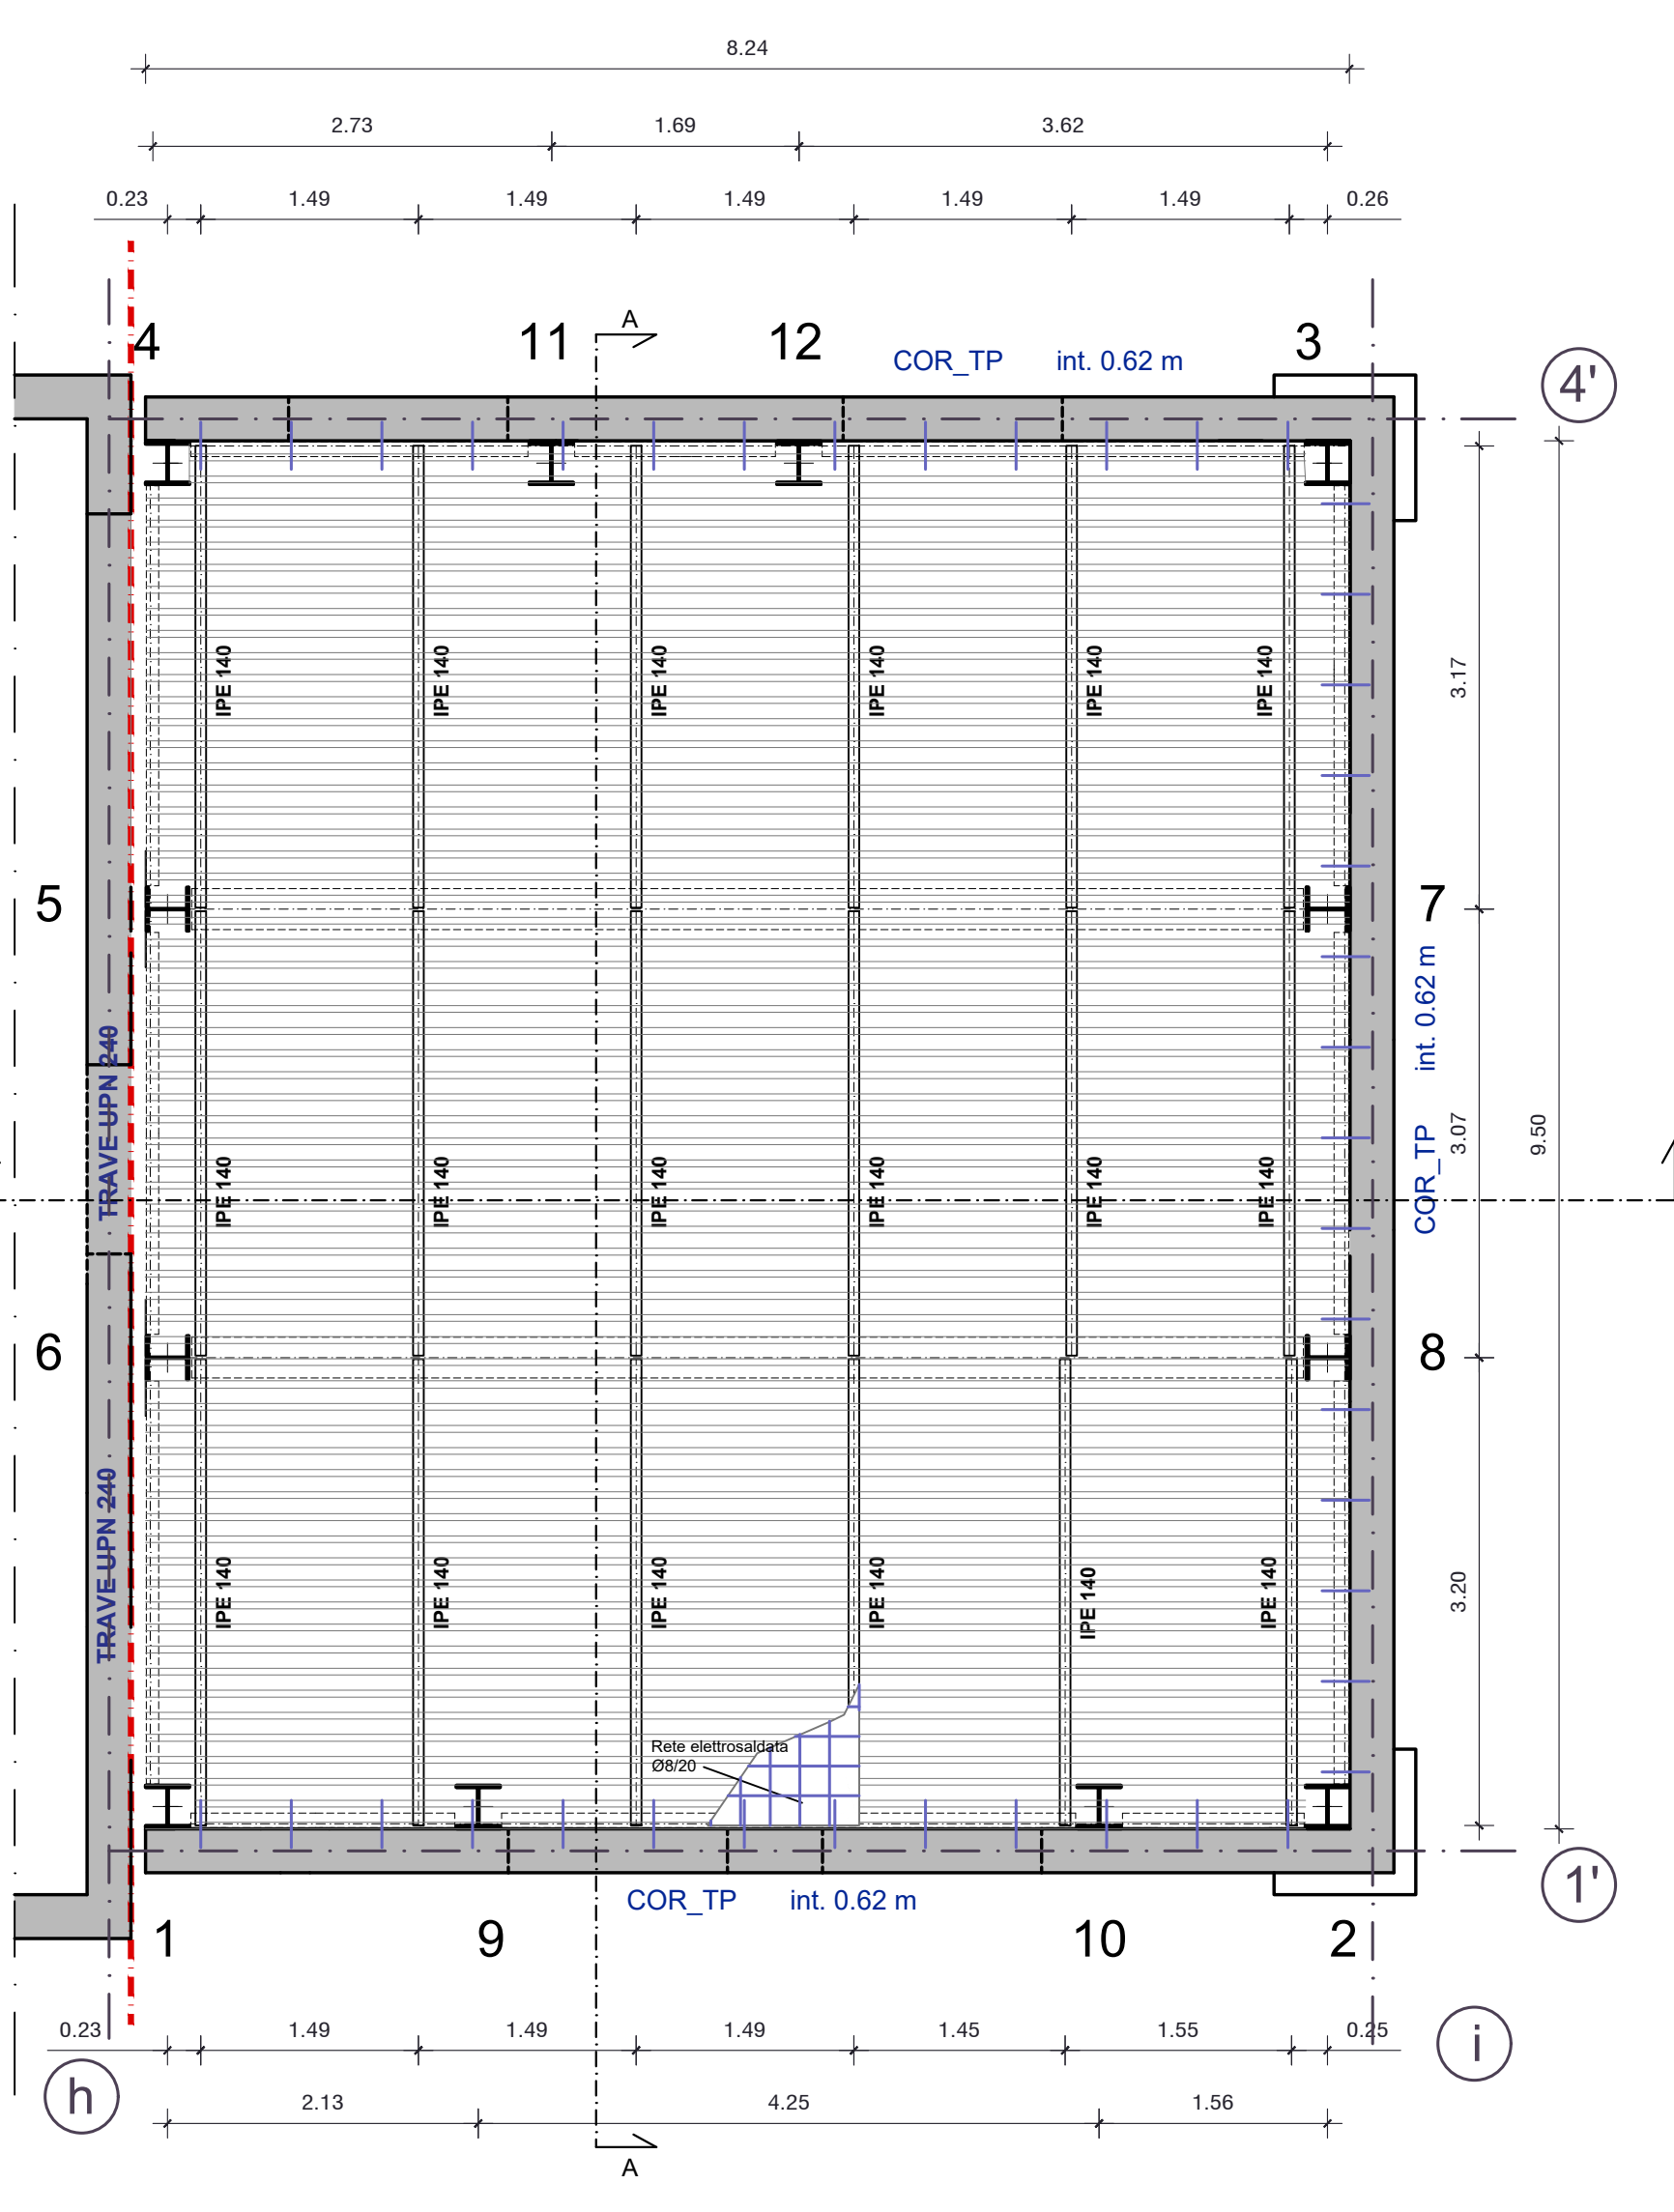 8.24
2.73 1.69 3.62
0.23 1.49 1.49 1.49 1.49 1.49 0.26
A
4 11 12 3
COR_TP int. 0.62 m
4'
IPE 140 IPE 140 IPE 140 IPE 140 IPE 140 IPE 140
3.17
5 7
COR_TP int. 0.62 m
3.07
9.50
TRAVE UPN 240
IPE 140 IPE 140 IPE 140 IPE 140 IPE 140 IPE 140
6 8
TRAVE UPN 240
IPE 140 IPE 140 IPE 140 IPE 140 IPE 140 IPE 140
3.20
Rete elettrosaldata
Ø8/20
COR_TP int. 0.62 m
1'
1 9 10 2
0.23 1.49 1.49 1.49 1.45 1.55 0.25
h i
2.13 4.25 1.56
A